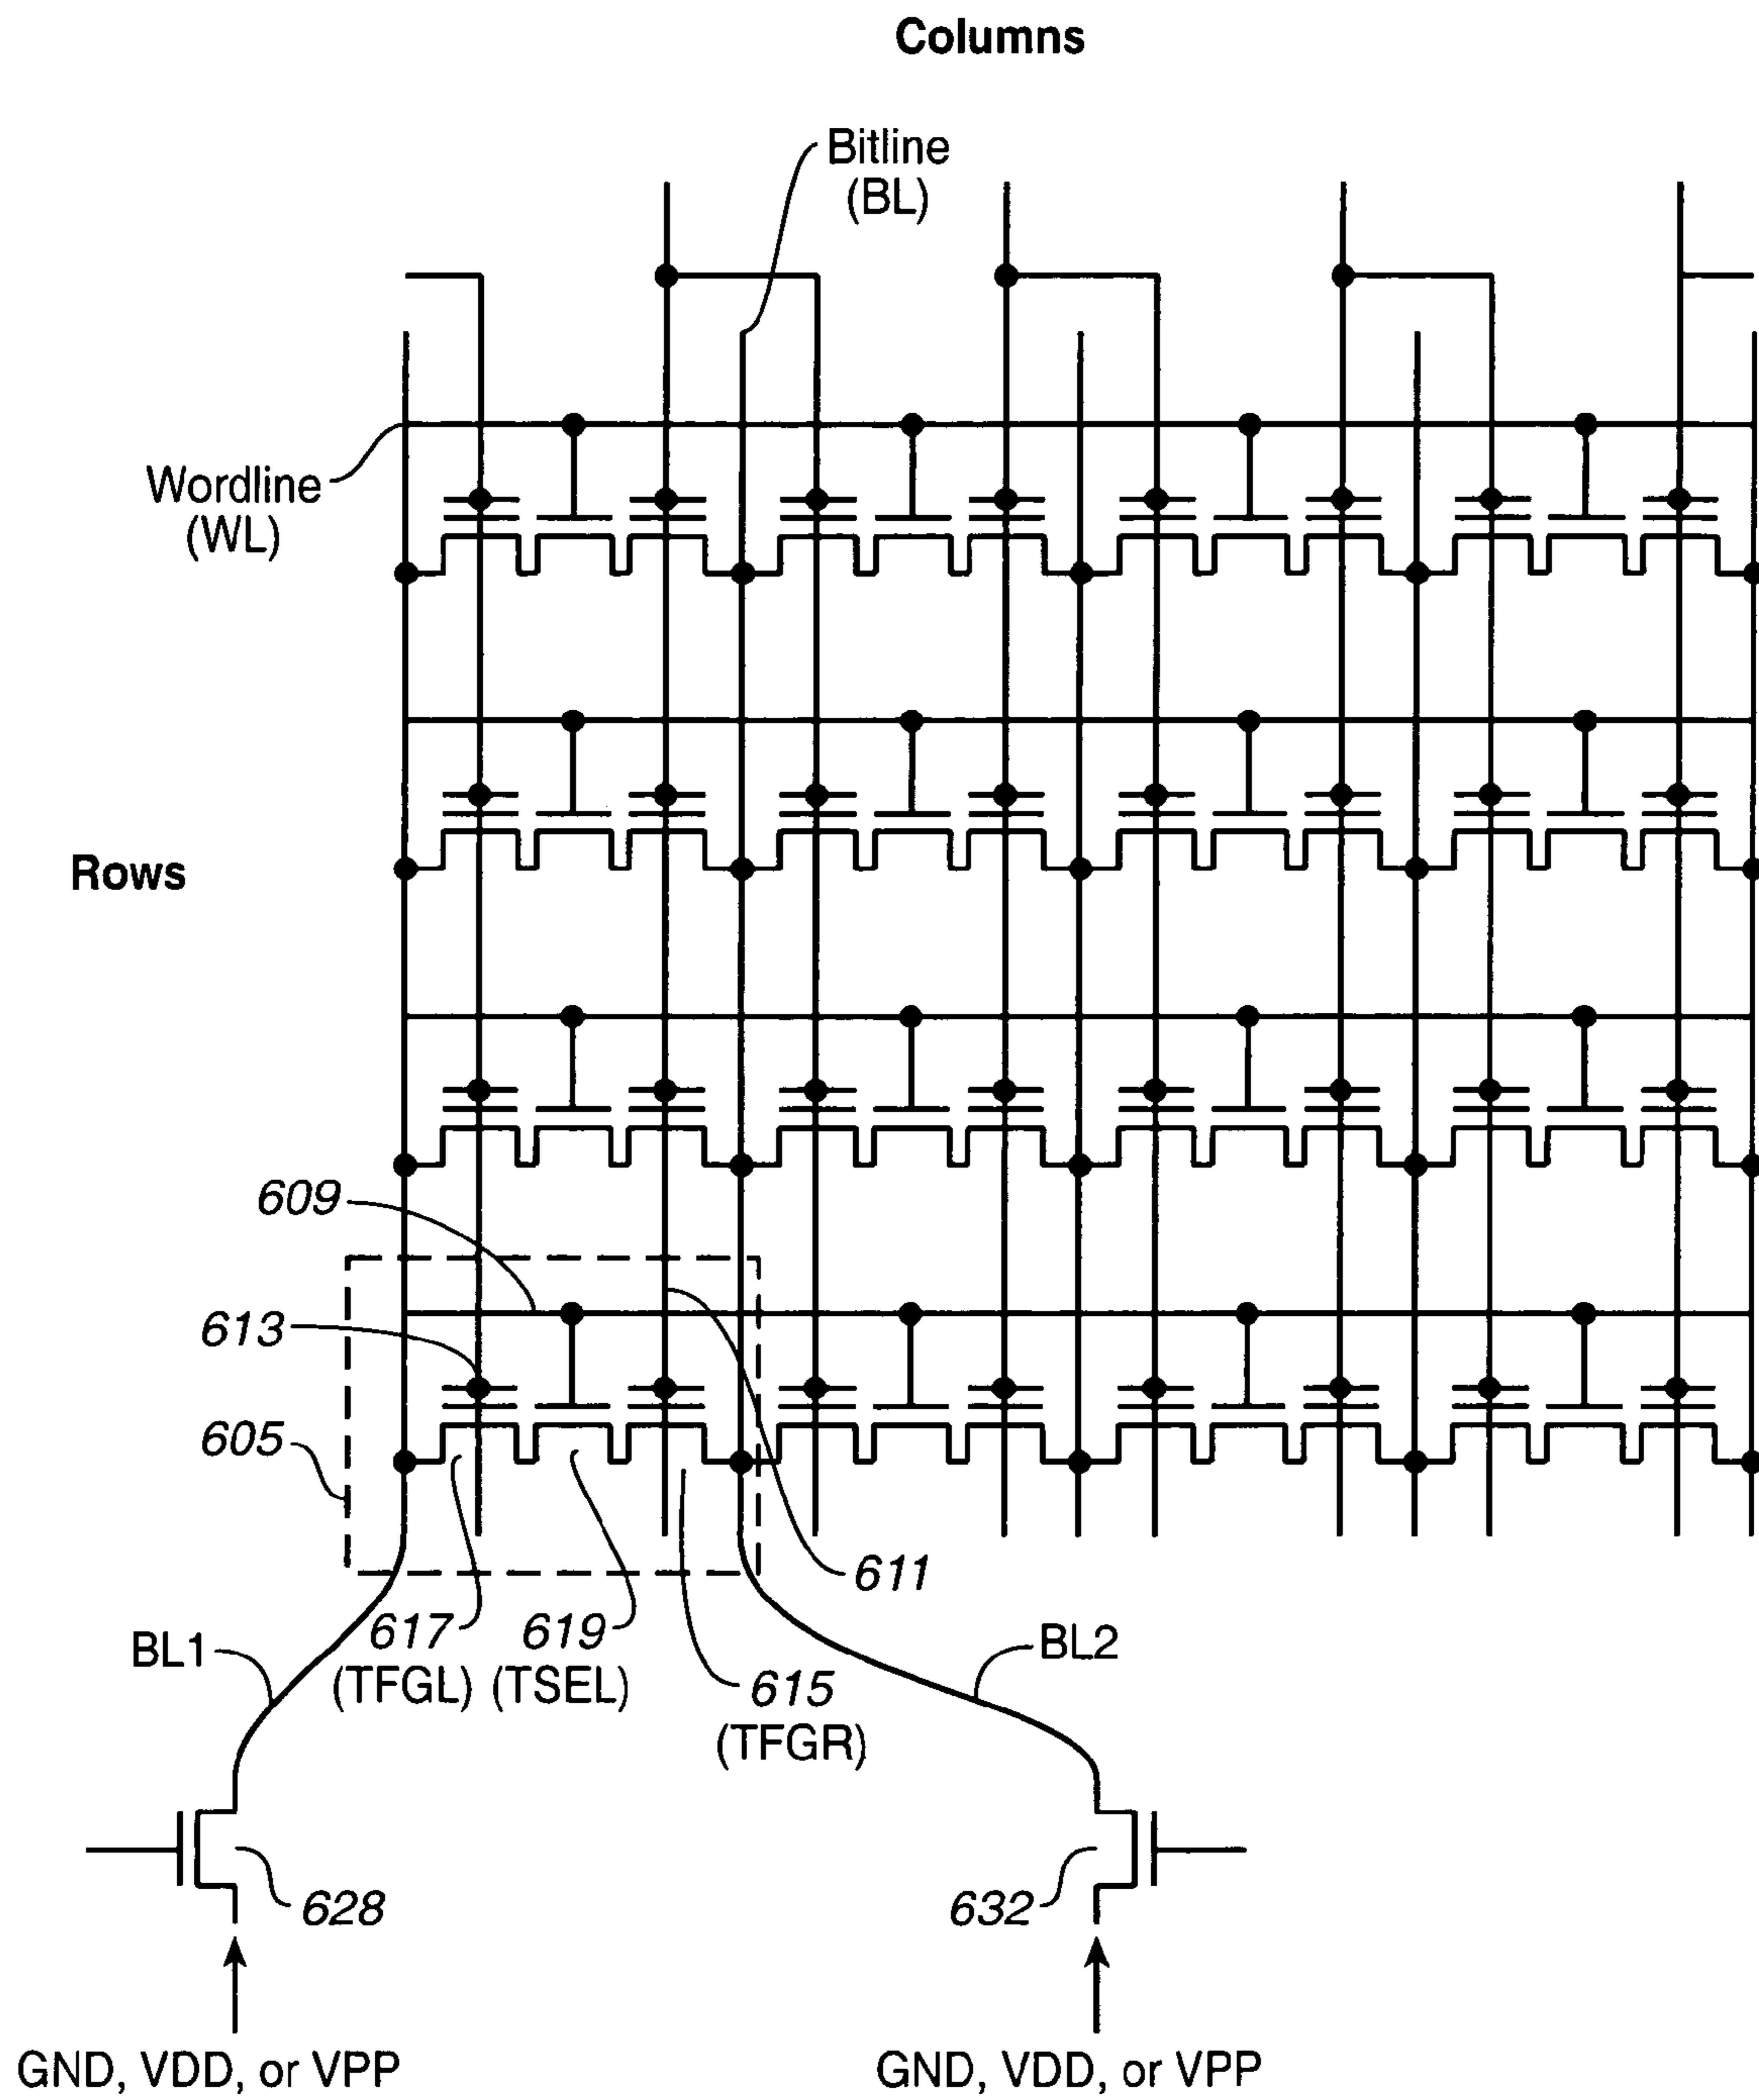 Columns
Bitline
(BL)
Wordline
(WL)
Rows
609
613
605
611
617
(TFGL)
619
(TSEL)
BL1
BL2
615
(TFGR)
628
632
GND, VDD, or VPP
GND, VDD, or VPP